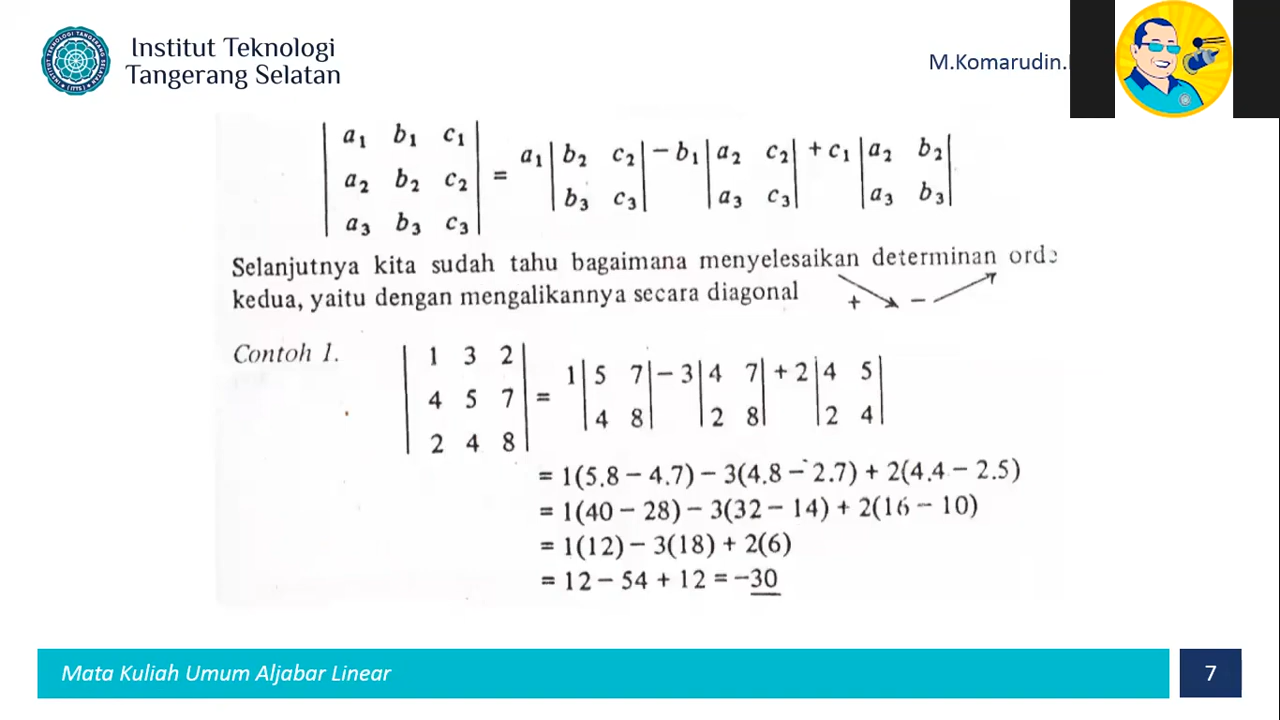 Institut Teknologi
Tangerang Selatan
M.Komarudin.
| a₁ b₁ c₁ |
| a₂ b₂ c₂ | = a₁ | b₂ c₂ | − b₁ | a₂ c₂ | + c₁ | a₂ b₂ |
| a₃ b₃ c₃ | | b₃ c₃ | | a₃ c₃ | | a₃ b₃ |
Selanjutnya kita sudah tahu bagaimana menyelesaikan determinan
kedua, yaitu dengan mengalikannya secara diagonal + −
Contoh 1. | 1 3 2 |
| 4 5 7 | = 1 | 5 7 | − 3 | 4 7 | + 2 | 4 5 |
| 2 4 8 | | 4 8 | | 2 8 | | 2 4 |
= 1(5.8 − 4.7) − 3(4.8 − 2.7) + 2(4.4 − 2.5)
= 1(40 − 28) − 3(32 − 14) + 2(16 − 10)
= 1(12) − 3(18) + 2(6)
= 12 − 54 + 12 = −30
Mata Kuliah Umum Aljabar Linear
7